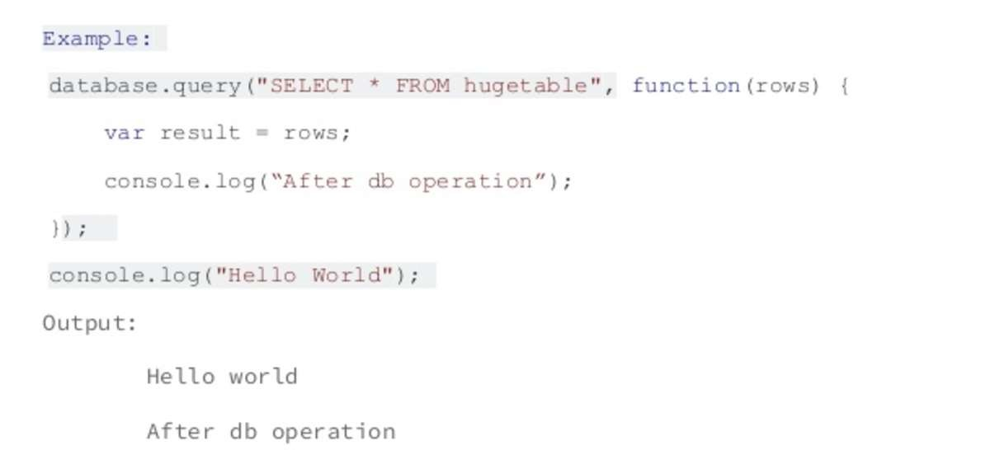 Example:
database.query("SELECT * FROM hugetable", function(rows) {
    var result = rows;
    console.log(“After db operation”);
});
console.log("Hello World");
Output:
        Hello world
        After db operation